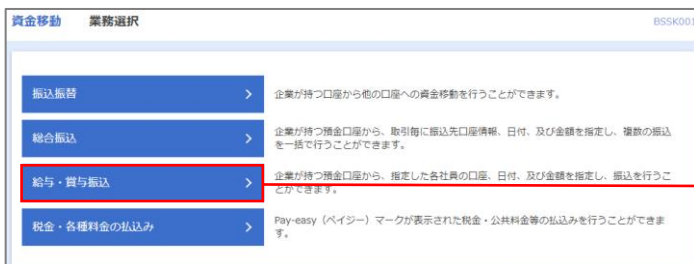 資金移動 業務選択 BSSK001
振込振替 企業が持つ口座から他の口座への資金移動を行うことができます。
総合振込 企業が持つ預金口座から、取引毎に振込先口座情報、日付、及び金額を指定し、複数の振込
を一括で行うことができます。
給与・賞与振込 企業が持つ預金口座から、指定した各社員の口座、日付、及び金額を指定し、振込を行うこ
とができます。
税金・各種料金の払込み Pay-easy（ペイジー）マークが表示された税金・公共料金等の払込みを行うことができま
す。